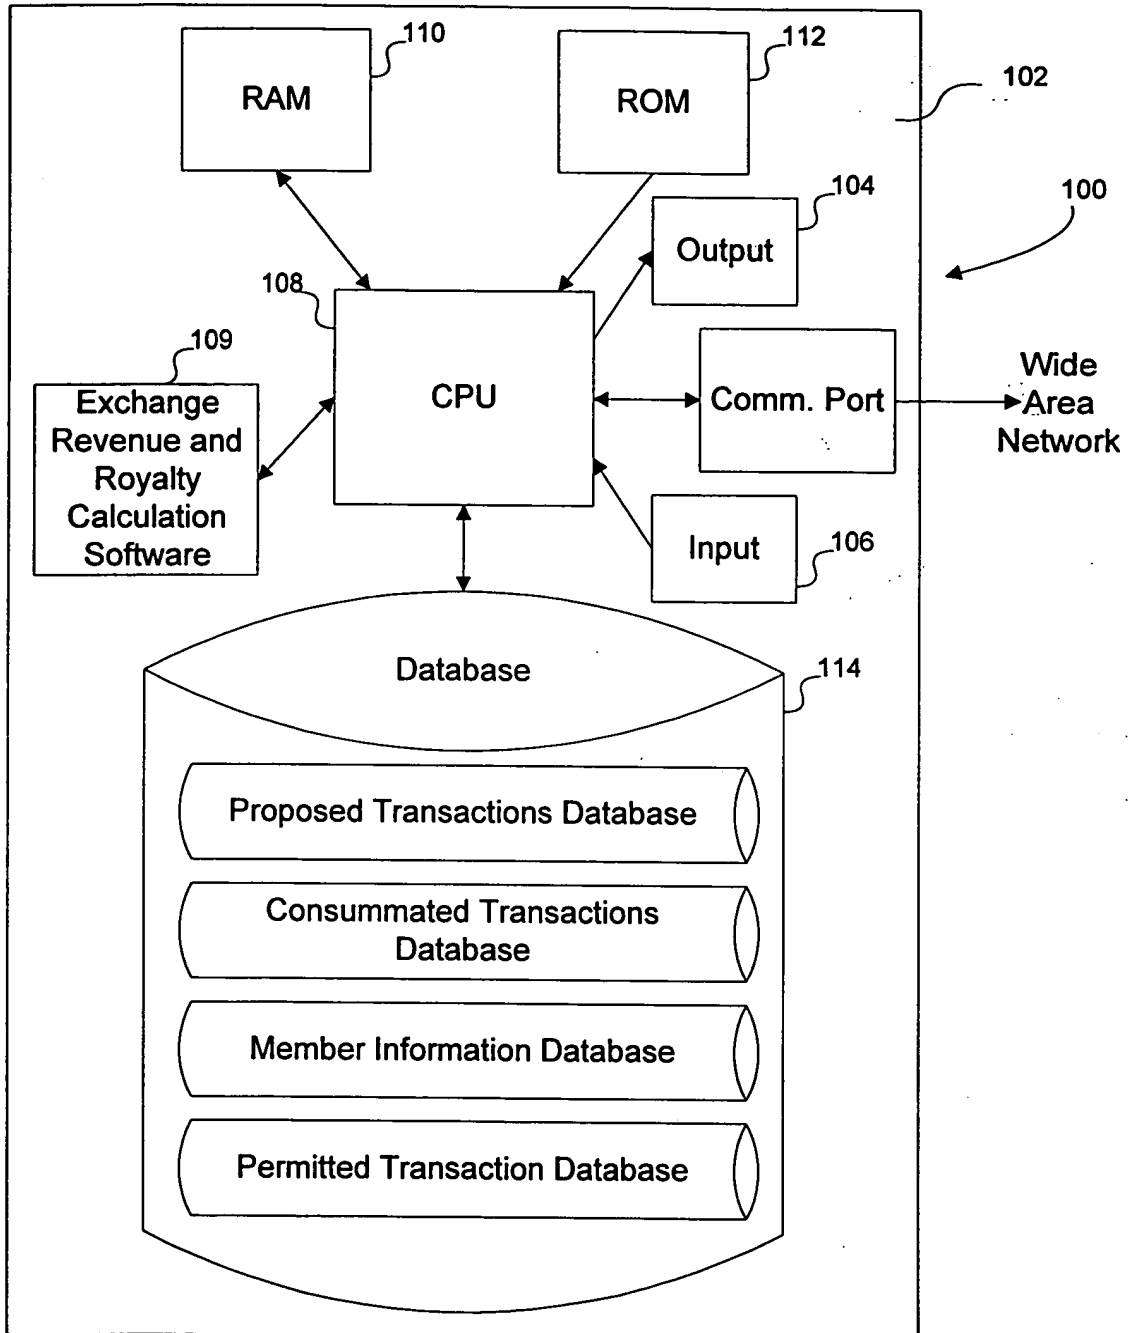 110
112
102
RAM
ROM
104
100
Output
108
109
CPU
Comm. Port
Wide
Area
Network
Exchange
Revenue and
Royalty
Calculation
Software
Input
106
Database
114
Proposed Transactions Database
Consummated Transactions
Database
Member Information Database
Permitted Transaction Database